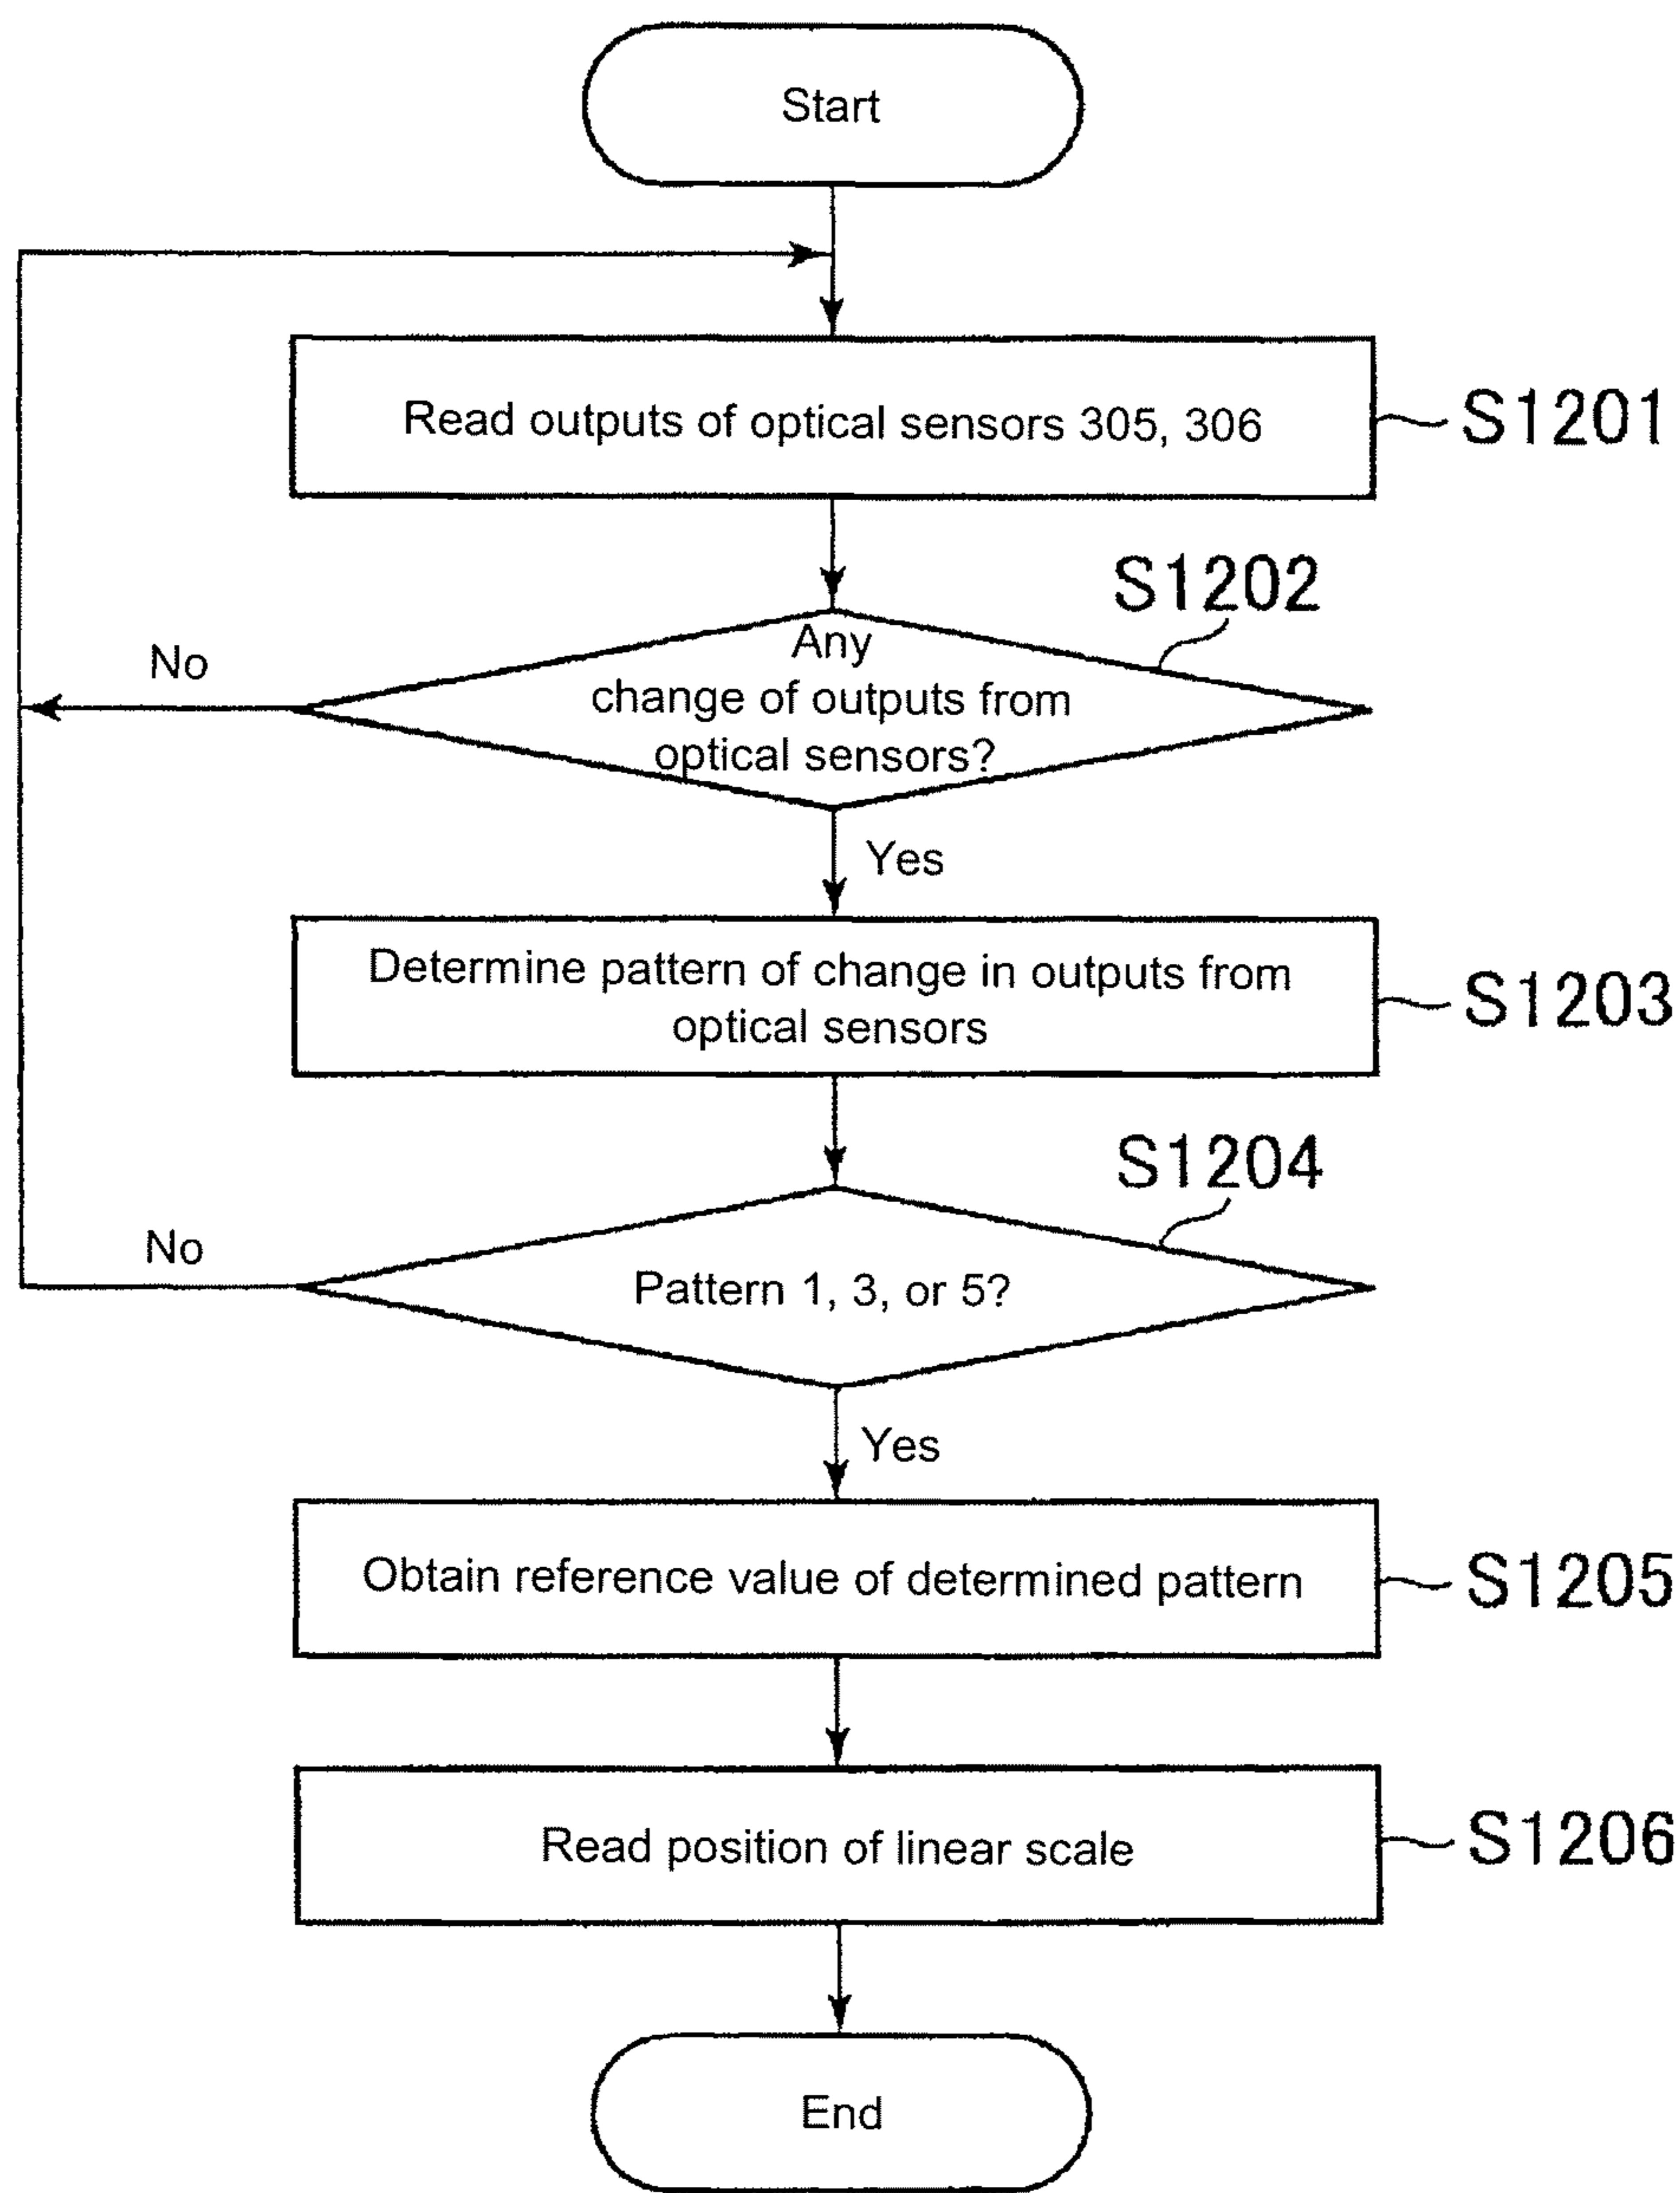 Start
Read outputs of optical sensors 305, 306
S1201
S1202
Any
change of outputs from
optical sensors?
No
Yes
Determine pattern of change in outputs from
optical sensors
S1203
S1204
Pattern 1, 3, or 5?
No
Yes
Obtain reference value of determined pattern
S1205
Read position of linear scale
S1206
End